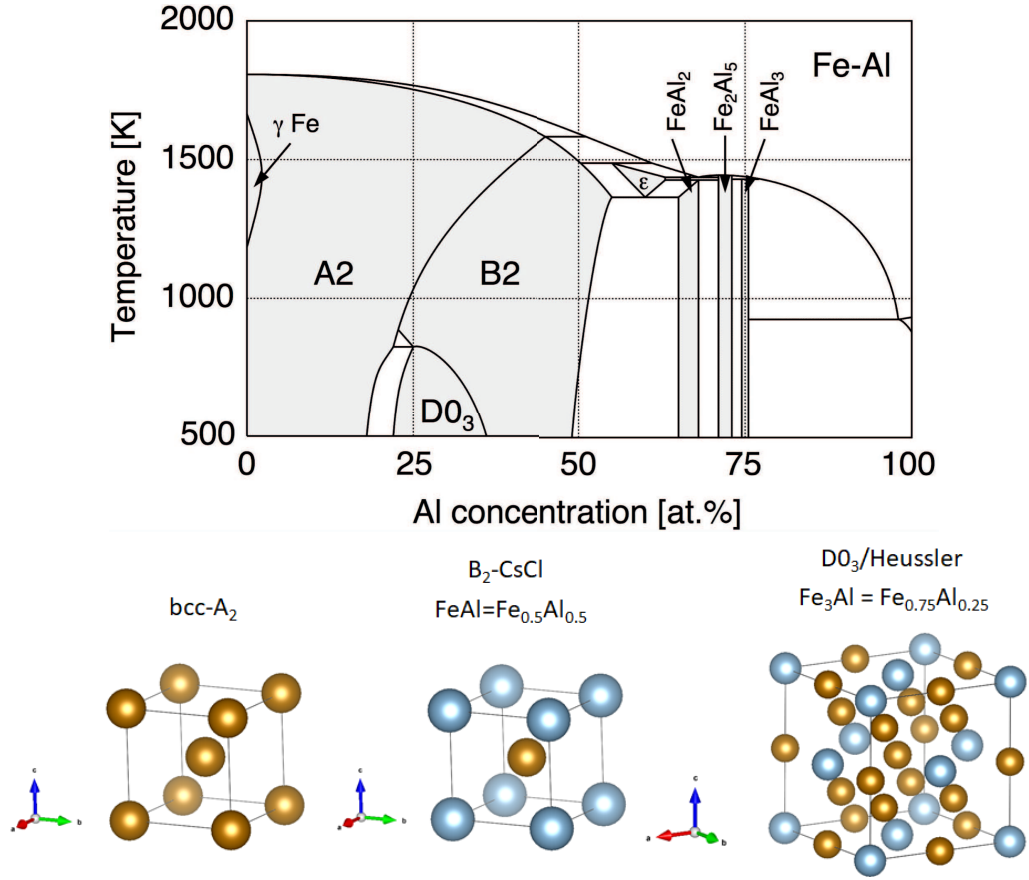 2000
1500
1000
500
Temperature [K]
Fe-Al
FeAl₂
Fe₂Al₅
FeAl₃
γ Fe
ε
A2
B2
D0₃
0
25
50
75
100
Al concentration [at.%]
bcc-A₂
B₂-CsCl
FeAl=Fe₀.₅Al₀.₅
D0₃/Heussler
Fe₃Al = Fe₀.₇₅Al₀.₂₅
c
a
b
c
a
b
c
a
b